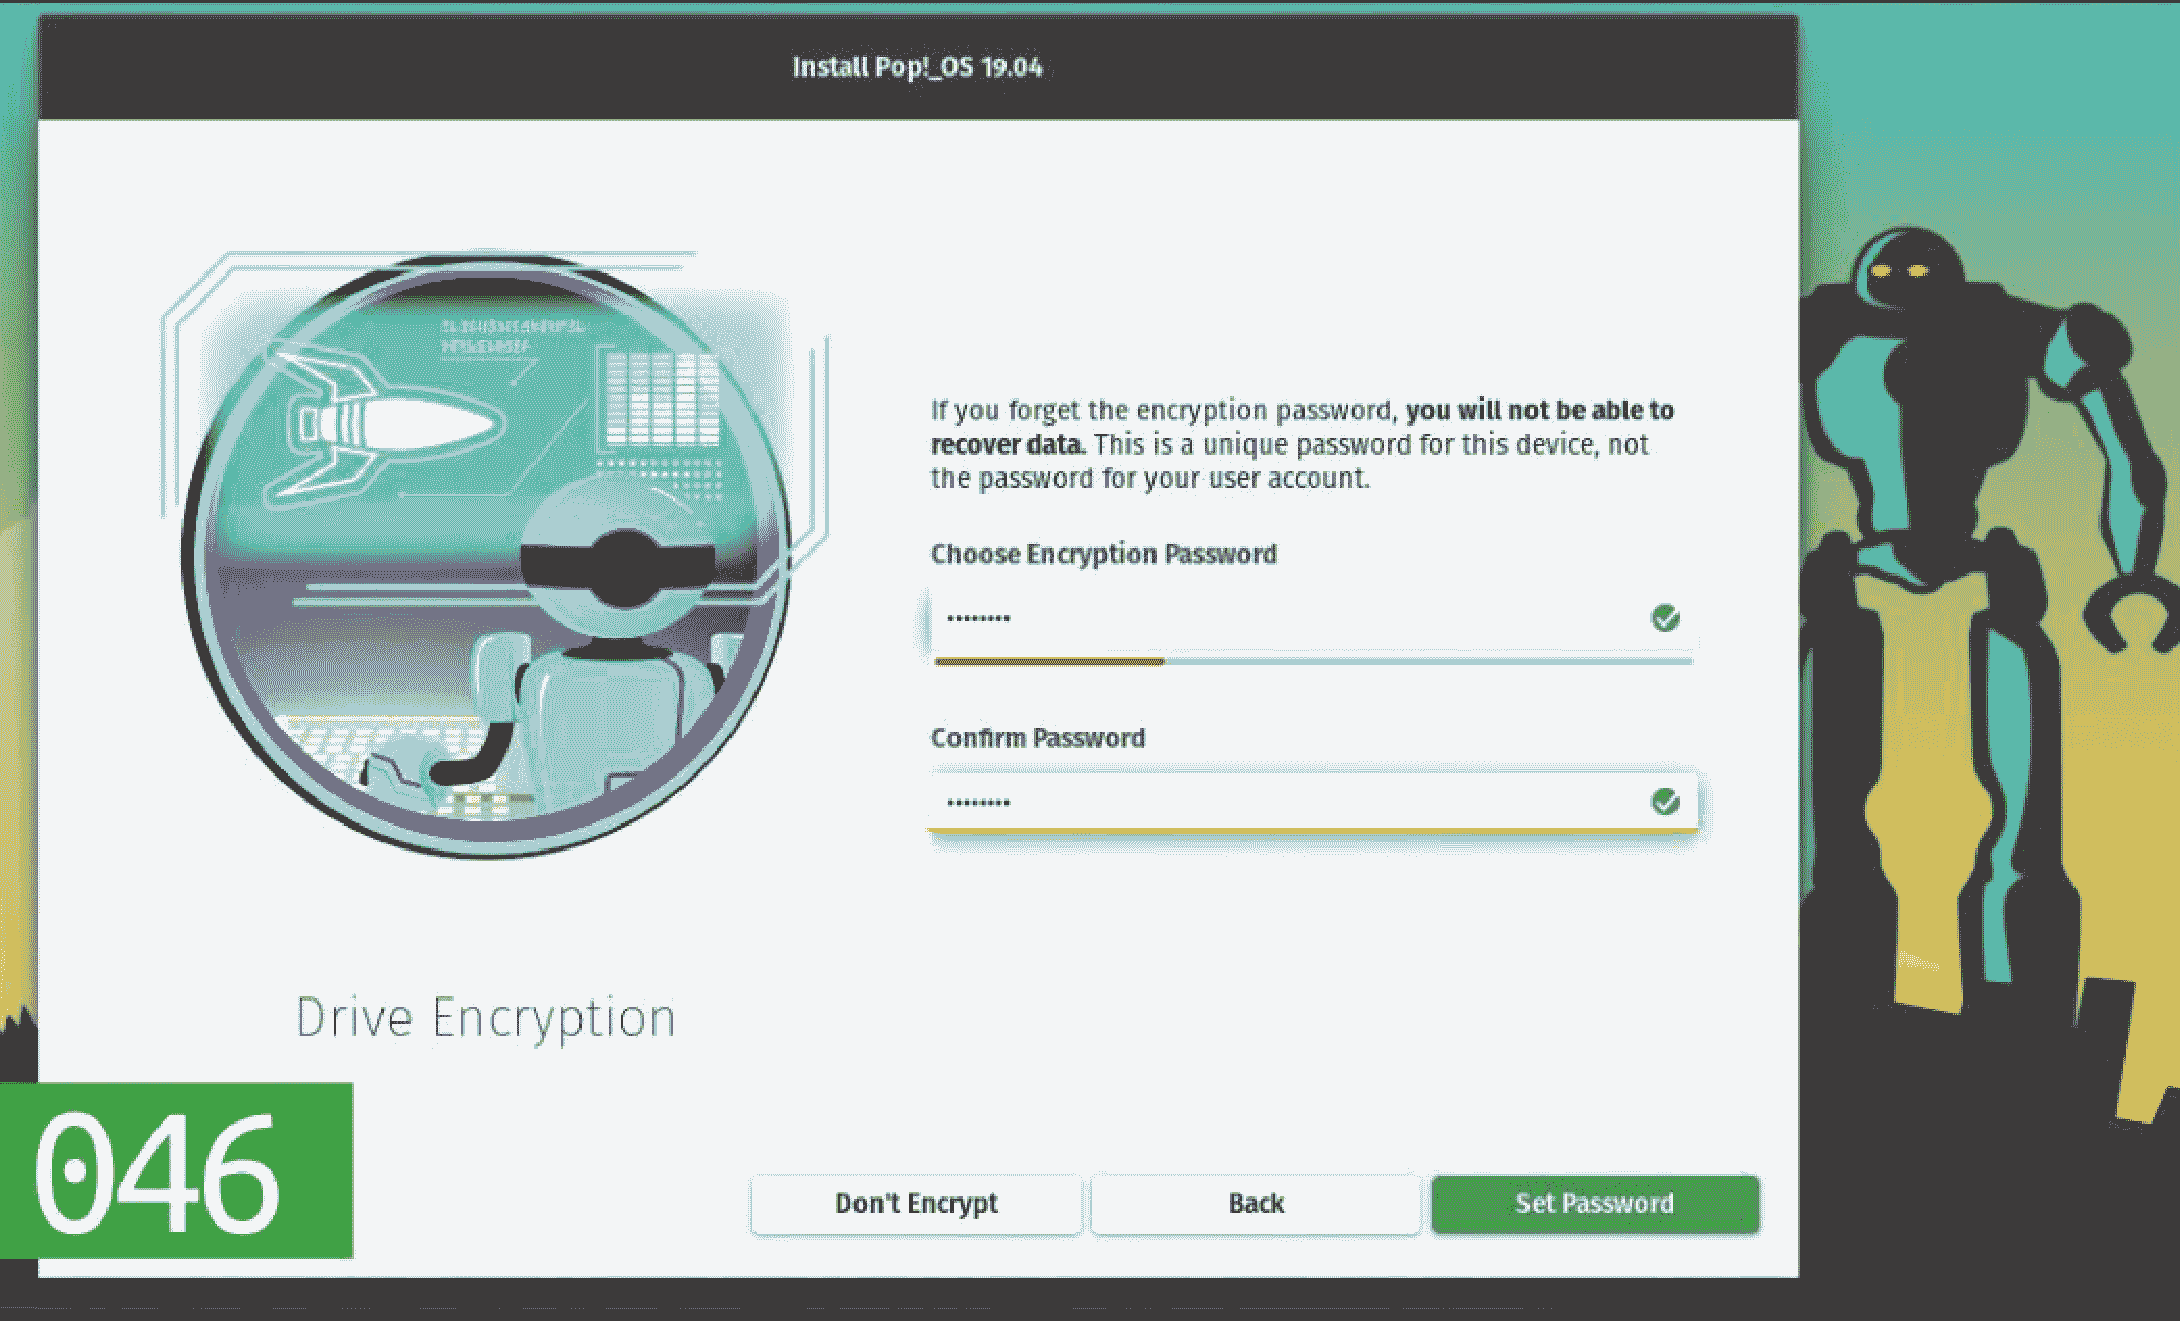 Install Pop!_OS 19.04
If you forget the encryption password, you will not be able to
recover data. This is a unique password for this device, not
the password for your user account.
Choose Encryption Password
••••••••
Confirm Password
••••••••
Drive Encryption
046
Don't Encrypt
Back
Set Password